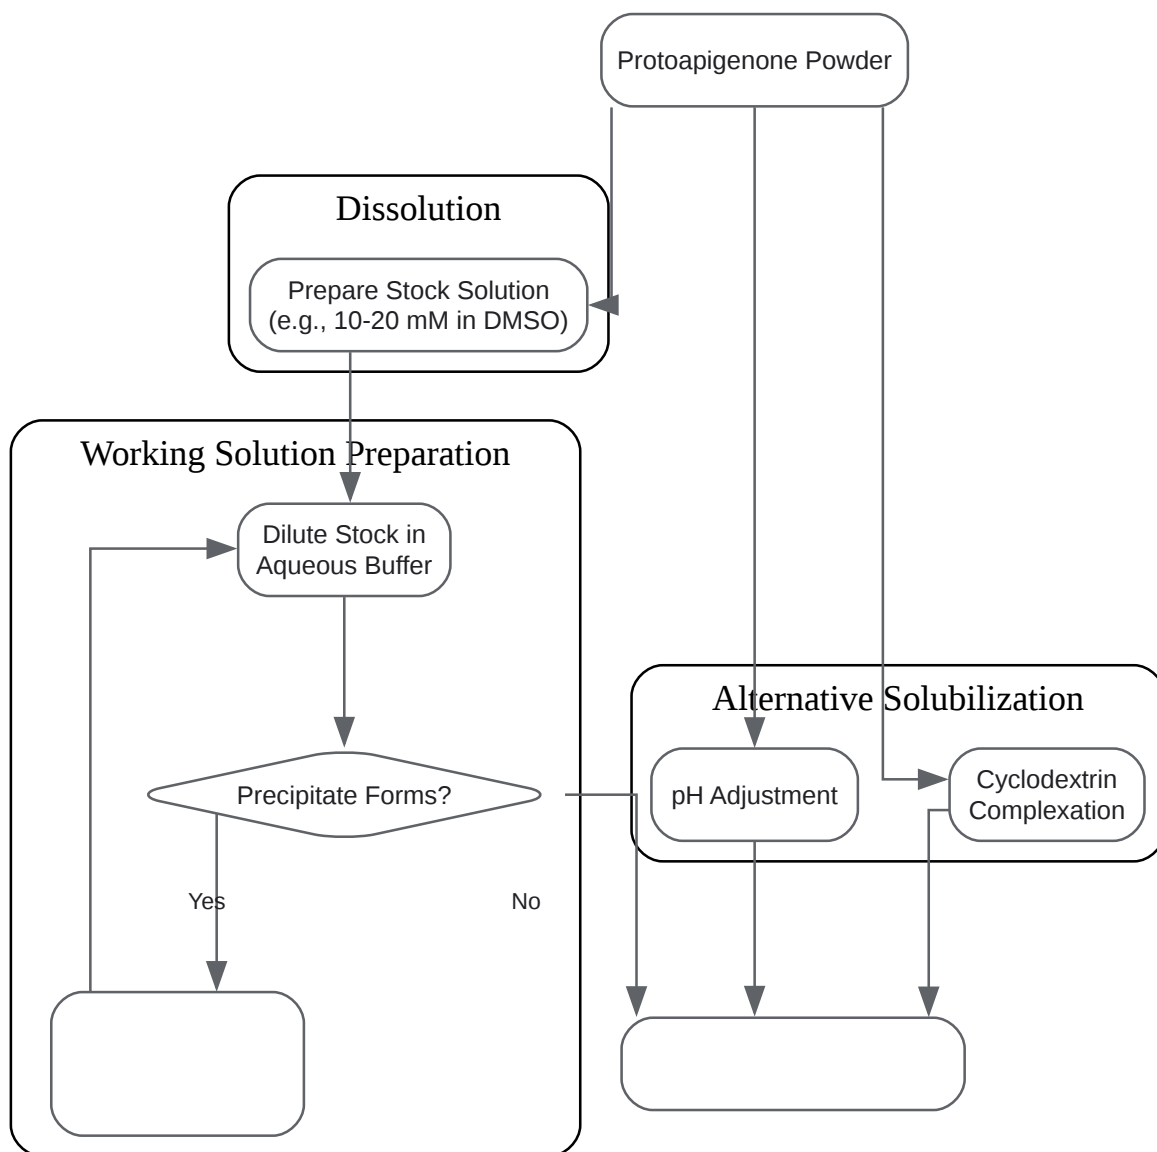 Protoapigenone Powder
Dissolution
Prepare Stock Solution
(e.g., 10-20 mM in DMSO)
Working Solution Preparation
Dilute Stock in
Aqueous Buffer
Alternative Solubilization
Precipitate Forms?
pH Adjustment
Cyclodextrin
Complexation
Yes
No